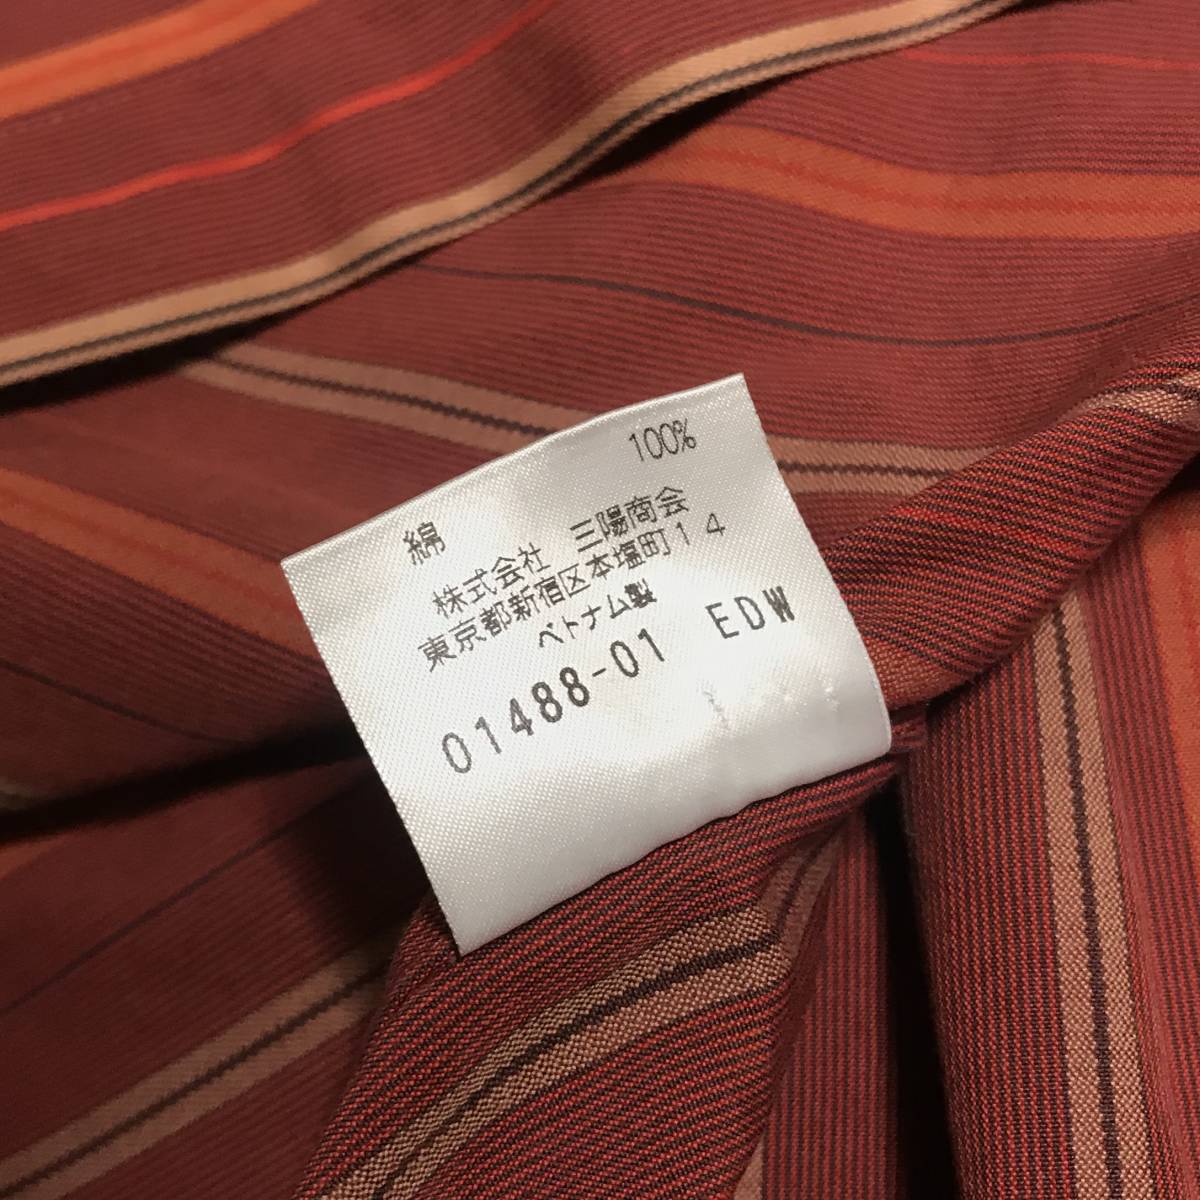 綿 100%
株式会社 三陽商会
東京都新宿区本塩町14
ベトナム製
01488-01 EDW